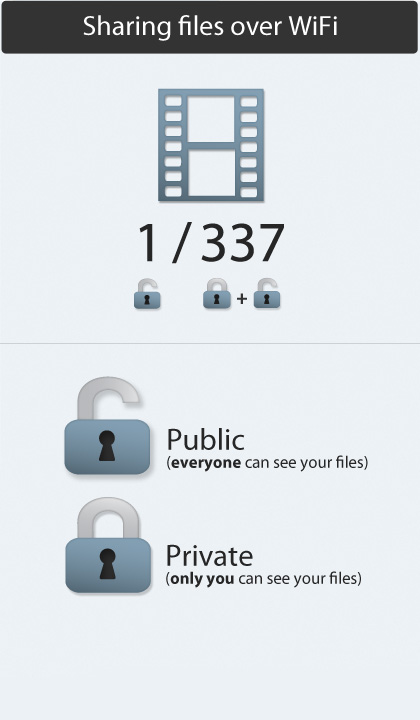 Sharing files over WiFi
1 / 337
+
Public
(everyone can see your files)
Private
(only you can see your files)